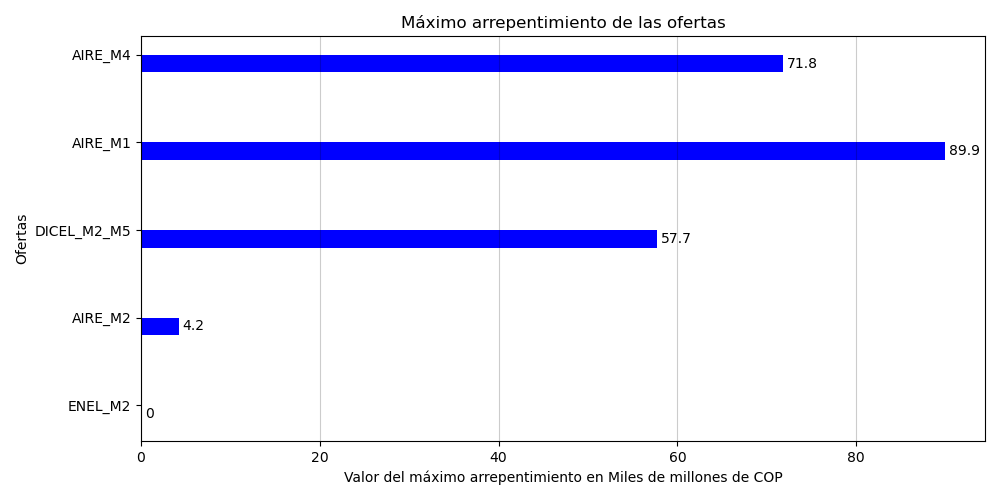 Máximo arrepentimiento de las ofertas
AIRE_M4
71.8
AIRE_M1
89.9
Ofertas
DICEL_M2_M5
57.7
AIRE_M2
4.2
ENEL_M2
0
0 20 40 60 80
Valor del máximo arrepentimiento en Miles de millones de COP